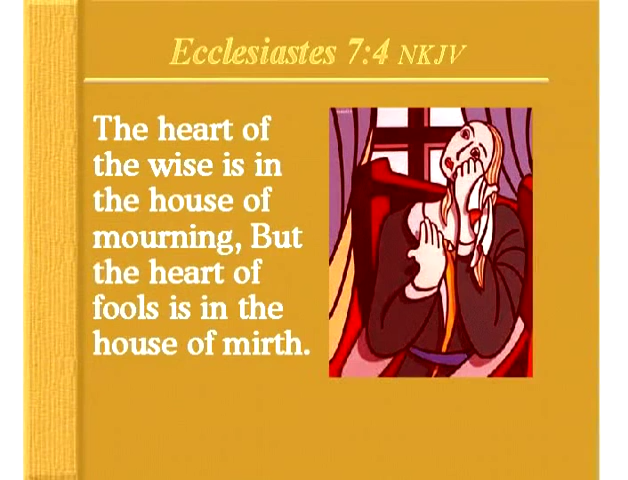 Ecclesiastes 7:4 NKJV
The heart of
the wise is in
the house of
mourning, But
the heart of
fools is in the
house of mirth.